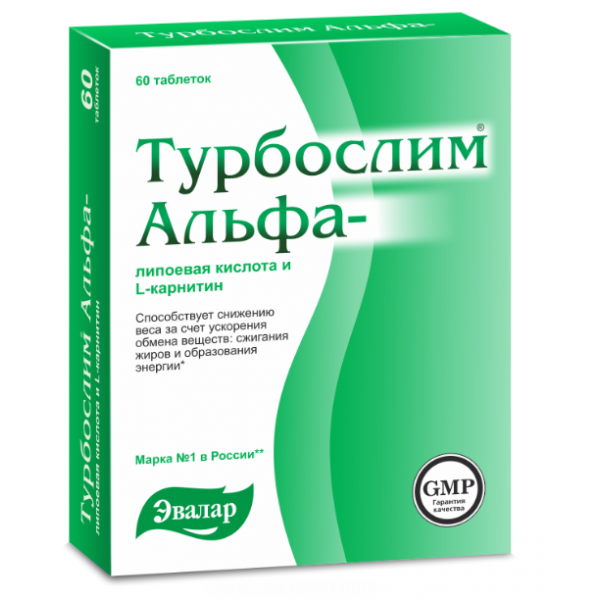 Турбослим Альфа-
60 таблеток
60
таблеток
Турбослим®
Альфа-
липоевая кислота и
L-карнитин
Способствует снижению
веса за счет ускорения
обмена веществ: сжигания
жиров и образования
энергии*
Марка №1 в России**
Эвалар
GMP
Гарантия
качества
Турбослим Альфа-
липоевая кислота и L-карнитин